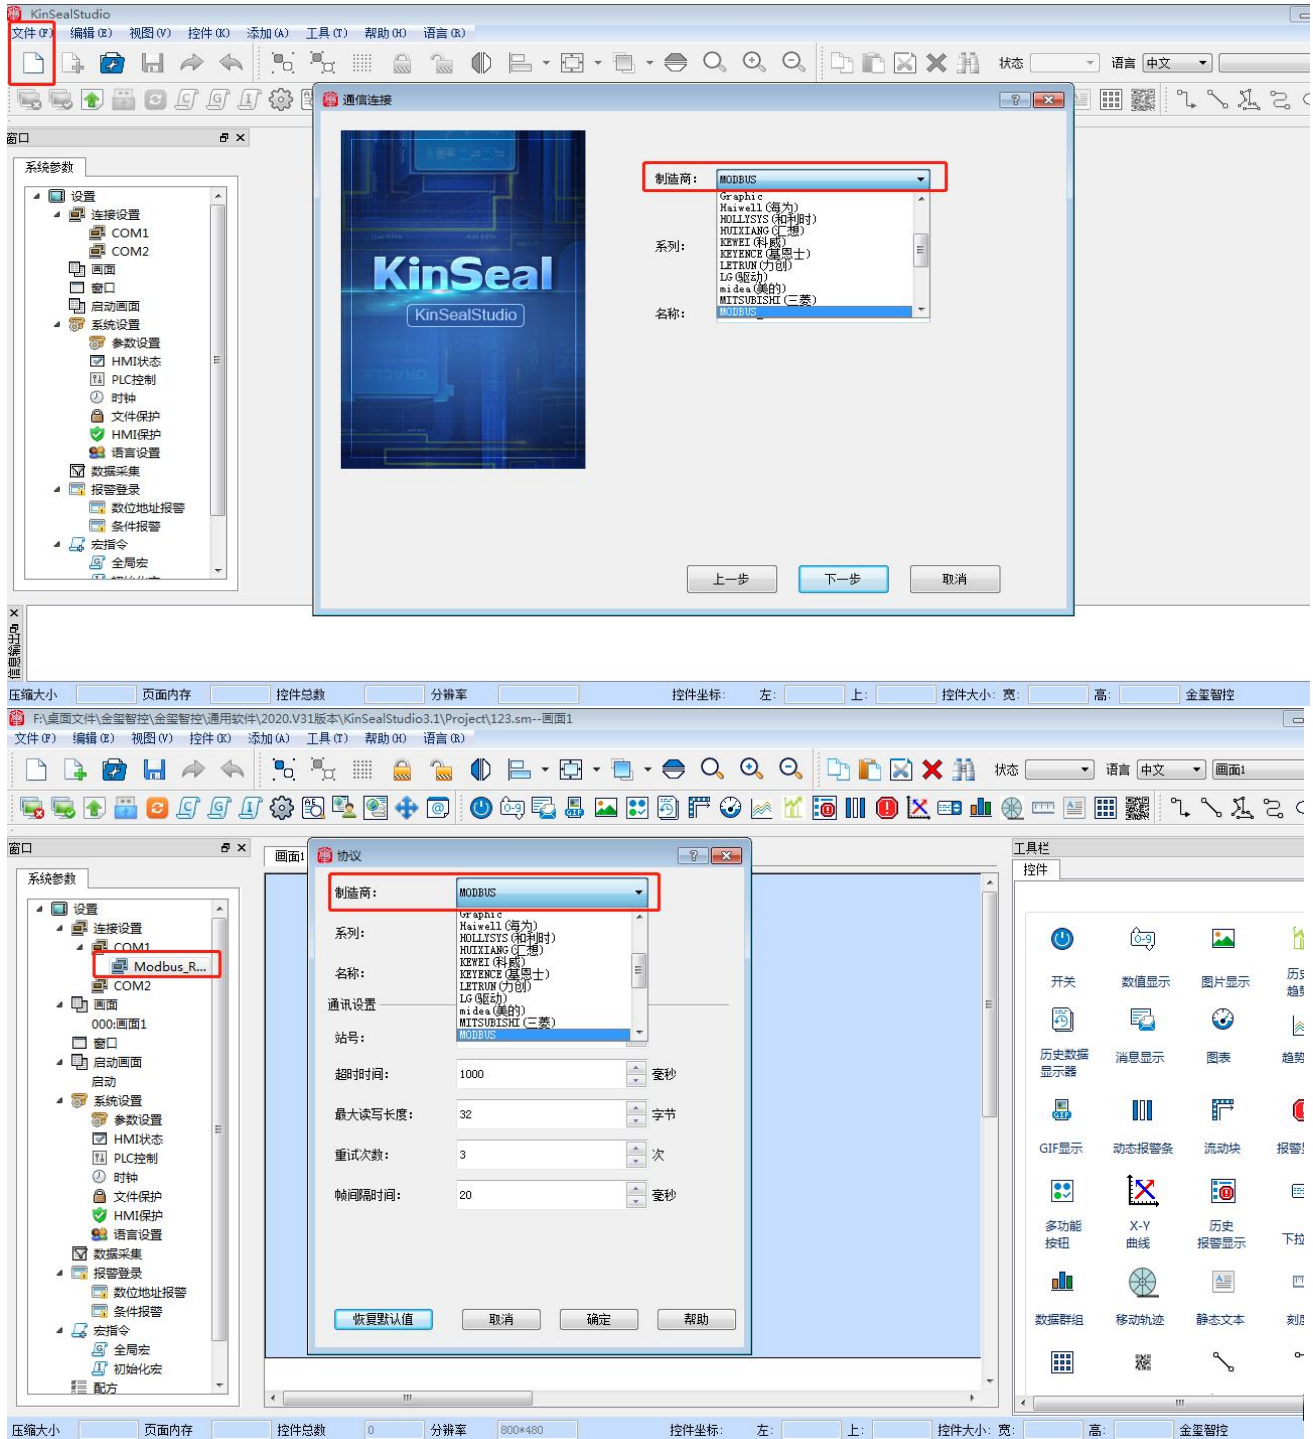 KinSealStudio
文件(F) 编辑(E) 视图(V) 控件(K) 添加(A) 工具(T) 帮助(H) 语言(R)
状态 语言 中文
通信连接
窗口
系统参数
设置
连接设置
COM1
COM2
画面
窗口
启动画面
系统设置
参数设置
HMI状态
PLC控制
时钟
文件保护
HMI保护
语言设置
数据采集
报警登录
数位地址报警
条件报警
宏指令
全局宏
KinSeal
KinSealStudio
制造商: MODBUS
Graphic
Haiwell(海为)
HOLLYSYS(和利时)
HUIXIANG(汇想)
KEWEI(科威)
KEYENCE(基恩士)
LETRUN(力创)
LG(驱动)
midea(美的)
MITSUBISHI(三菱)
MODBUS
系列:
名称:
上一步 下一步 取消
信息输出
压缩大小 页面内存 控件总数 分辨率 控件坐标: 左: 上: 控件大小: 宽: 高: 金玺智控
F:\桌面文件\金玺智控\金玺智控\通用软件\2020.V31版本\KinSealStudio3.1\Project\123.sm--画面1
文件(F) 编辑(E) 视图(V) 控件(K) 添加(A) 工具(T) 帮助(H) 语言(R)
状态 语言 中文 画面1
窗口
系统参数
设置
连接设置
COM1
Modbus_R...
COM2
画面
000:画面1
窗口
启动画面
启动
系统设置
参数设置
HMI状态
PLC控制
时钟
文件保护
HMI保护
语言设置
数据采集
报警登录
数位地址报警
条件报警
宏指令
全局宏
初始化宏
配方
画面1
协议
制造商: MODBUS
Graphic
Haiwell(海为)
HOLLYSYS(和利时)
HUIXIANG(汇想)
KEWEI(科威)
KEYENCE(基恩士)
LETRUN(力创)
LG(驱动)
midea(美的)
MITSUBISHI(三菱)
MODBUS
系列:
名称:
通讯设置
站号:
超时时间: 1000 毫秒
最大读写长度: 32 字节
重试次数: 3 次
帧间隔时间: 20 毫秒
恢复默认值 取消 确定 帮助
工具栏
控件
开关 数值显示 图片显示 历史
趋势
历史数据
显示器 消息显示 图表 趋势
GIF显示 动态报警条 流动块 报警
多功能
按钮 X-Y
曲线 历史
报警显示 下拉
数据群组 移动轨迹 静态文本 刻度
压缩大小 页面内存 控件总数 0 分辨率 800*480 控件坐标: 左: 上: 控件大小: 宽: 高: 金玺智控